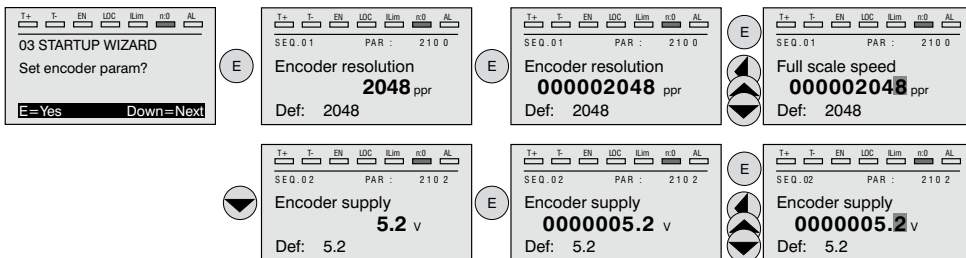 T+ T- EN LOC ILim n:0 AL
03 STARTUP WIZARD
Set encoder param?
E=Yes Down=Next
E
T+ T- EN LOC ILim n:0 AL
SEQ.01 PAR : 2100
Encoder resolution
2048 ppr
Def: 2048
E
T+ T- EN LOC ILim n:0 AL
SEQ.01 PAR : 2100
Encoder resolution
000002048 ppr
Def: 2048
E
T+ T- EN LOC ILim n:0 AL
SEQ.01 PAR : 2100
Full scale speed
000002048 ppr
Def: 2048
T+ T- EN LOC ILim n:0 AL
SEQ.02 PAR : 2102
Encoder supply
5.2 V
Def: 5.2
E
T+ T- EN LOC ILim n:0 AL
SEQ.02 PAR : 2102
Encoder supply
0000005.2 V
Def: 5.2
E
T+ T- EN LOC ILim n:0 AL
SEQ.02 PAR : 2102
Encoder supply
0000005.2 V
Def: 5.2